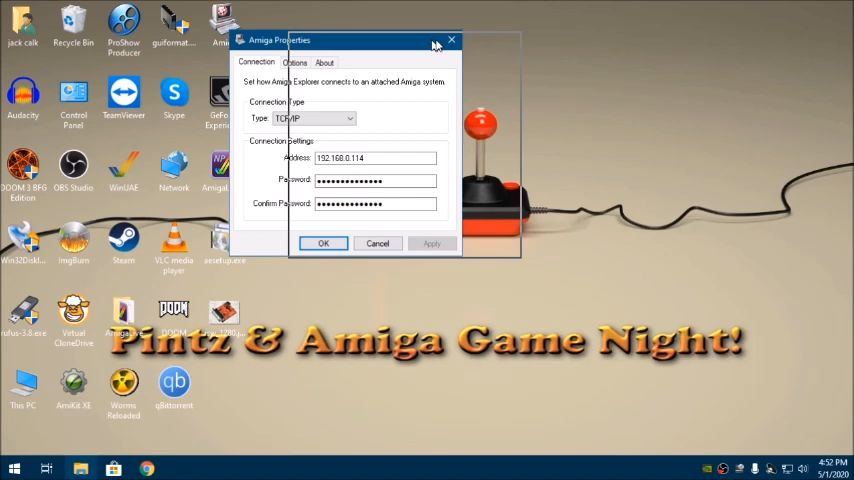 Amiga Properties
Connection
Options
About
Set how Amiga Explorer connects to an attached Amiga system.
Connection Type
Type: TCP/IP
Connection Settings
Address: 192.168.0.114
Password: ••••••••••••••
Confirm Password: ••••••••••••••
OK
Cancel
Apply
jack calk
Recycle Bin
ProShow
Producer
guiformat...
Audacity
Control
Panel
TeamViewer
Skype
DOOM 3 BFG
Edition
OBS Studio
WinUAE
Network
ImgBurn
Steam
VLC media
player
aesetup.exe
rufus-3.8.exe
Virtual
CloneDrive
DOOM
This PC
AmiKit XE
Worms
Reloaded
qBittorrent
Pintz & Amiga Game Night!
4:52 PM
5/1/2020